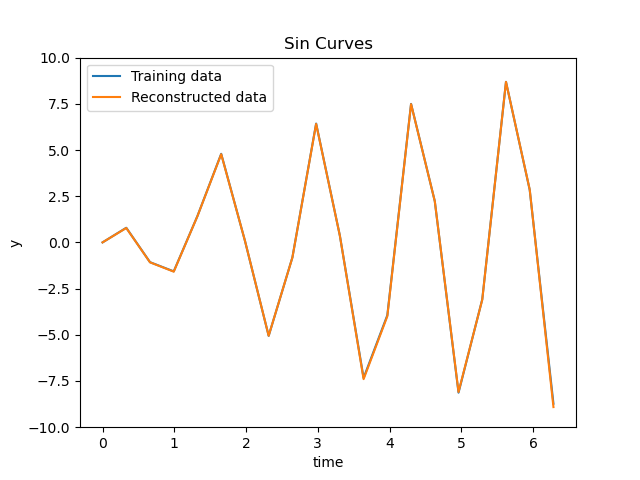 Sin Curves
Training data
Reconstructed data
10.0
7.5
5.0
2.5
0.0
−2.5
−5.0
−7.5
−10.0
y
0 1 2 3 4 5 6
time